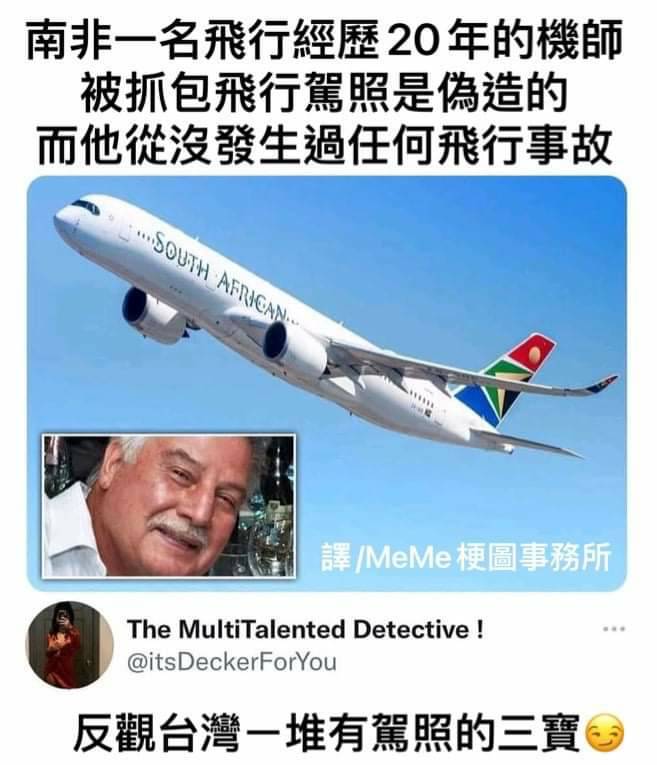 南非一名飛行經歷20年的機師
被抓包飛行駕照是偽造的
而他從沒發生過任何飛行事故
SOUTH AFRICAN
譯/MeMe梗圖事務所
The MultiTalented Detective !
@itsDeckerForYou
反觀台灣一堆有駕照的三寶😏